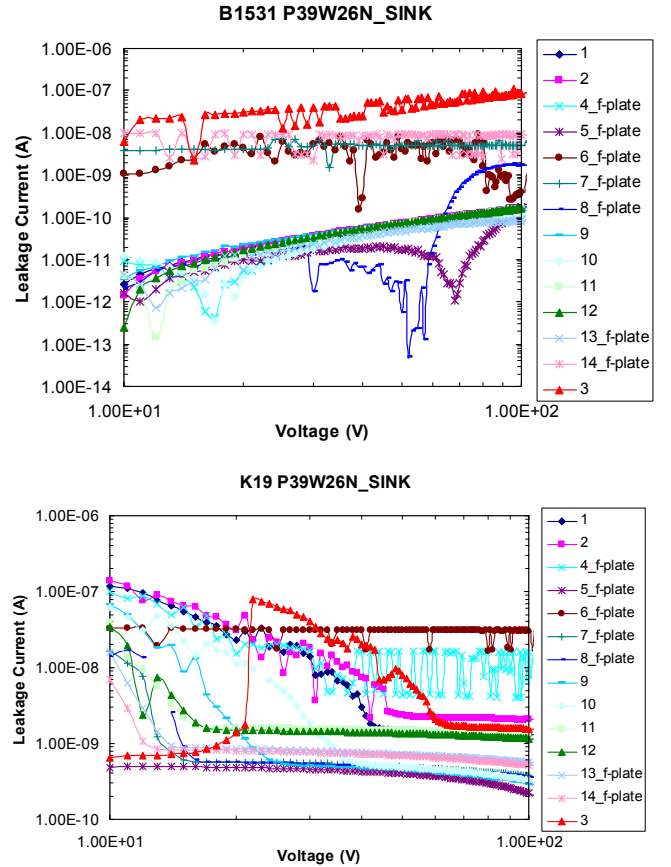 B1531 P39W26N_SINK
1.00E-06
1.00E-07
1.00E-08
1.00E-09
1.00E-10
1.00E-11
1.00E-12
1.00E-13
1.00E-14
Leakage Current (A)
1.00E+01
1.00E+02
Voltage (V)
1
2
4_f-plate
5_f-plate
6_f-plate
7_f-plate
8_f-plate
9
10
11
12
13_f-plate
14_f-plate
3
K19 P39W26N_SINK
1.00E-06
1.00E-07
1.00E-08
1.00E-09
1.00E-10
Leakage Current (A)
1.00E+01
1.00E+02
Voltage (V)
1
2
4_f-plate
5_f-plate
6_f-plate
7_f-plate
8_f-plate
9
10
11
12
13_f-plate
14_f-plate
3